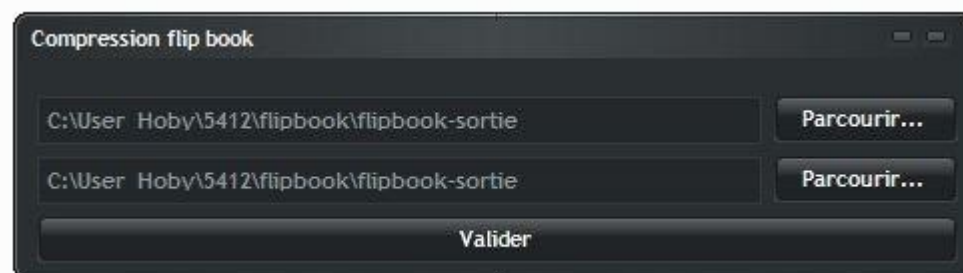 Compression flip book
C:\User Hoby\5412\flipbook\flipbook-sortie
Parcourir...
C:\User Hoby\5412\flipbook\flipbook-sortie
Parcourir...
Valider